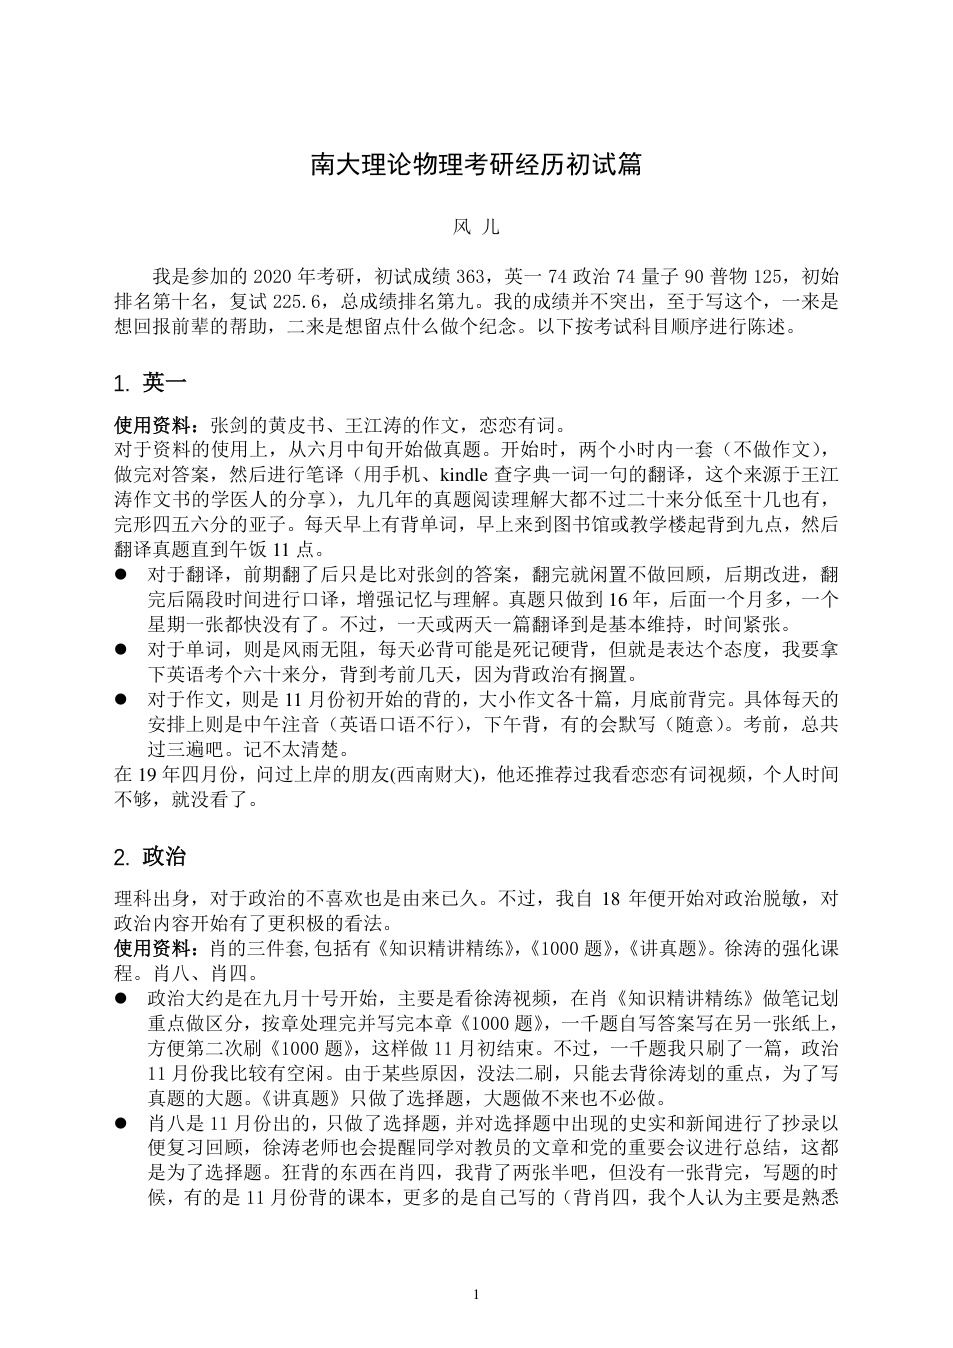 南大理论物理考研经历初试篇
风 儿
我是参加的 2020 年考研，初试成绩 363，英一 74 政治 74 量子 90 普物 125，初始
排名第十名，复试 225.6，总成绩排名第九。我的成绩并不突出，至于写这个，一来是
想回报前辈的帮助，二来是想留点什么做个纪念。以下按考试科目顺序进行陈述。
1. 英一
使用资料：张剑的黄皮书、王江涛的作文，恋恋有词。
对于资料的使用上，从六月中旬开始做真题。开始时，两个小时内一套（不做作文），
做完对答案，然后进行笔译（用手机、kindle 查字典一词一句的翻译，这个来源于王江
涛作文书的学医人的分享），九几年的真题阅读理解大都不过二十来分低至十几也有，
完形四五六分的亚子。每天早上有背单词，早上来到图书馆或教学楼起背到九点，然后
翻译真题直到午饭 11 点。
● 对于翻译，前期翻了后只是比对张剑的答案，翻完就闲置不做回顾，后期改进，翻
完后隔段时间进行口译，增强记忆与理解。真题只做到 16 年，后面一个月多，一个
星期一张都快没有了。不过，一天或两天一篇翻译到是基本维持，时间紧张。
● 对于单词，则是风雨无阻，每天必背可能是死记硬背，但就是表达个态度，我要拿
下英语考个六十来分，背到考前几天，因为背政治有搁置。
● 对于作文，则是 11 月份初开始的背的，大小作文各十篇，月底前背完。具体每天的
安排上则是中午注音（英语口语不行），下午背，有的会默写（随意）。考前，总共
过三遍吧。记不太清楚。
在 19 年四月份，问过上岸的朋友(西南财大)，他还推荐过我看恋恋有词视频，个人时间
不够，就没看了。
2. 政治
理科出身，对于政治的不喜欢也是由来已久。不过，我自 18 年便开始对政治脱敏，对
政治内容开始有了更积极的看法。
使用资料：肖的三件套,包括有《知识精讲精练》，《1000 题》，《讲真题》。徐涛的强化课
程。肖八、肖四。
● 政治大约是在九月十号开始，主要是看徐涛视频，在肖《知识精讲精练》做笔记划
重点做区分，按章处理完并写完本章《1000 题》，一千题自写答案写在另一张纸上，
方便第二次刷《1000 题》，这样做 11 月初结束。不过，一千题我只刷了一篇，政治
11 月份我比较有空闲。由于某些原因，没法二刷，只能去背徐涛划的重点，为了写
真题的大题。《讲真题》只做了选择题，大题做不来也不必做。
● 肖八是 11 月份出的，只做了选择题，并对选择题中出现的史实和新闻进行了抄录以
便复习回顾，徐涛老师也会提醒同学对教员的文章和党的重要会议进行总结，这都
是为了选择题。狂背的东西在肖四，我背了两张半吧，但没有一张背完，写题的时
候，有的是 11 月份背的课本，更多的是自己写的（背肖四，我个人认为主要是熟悉
1